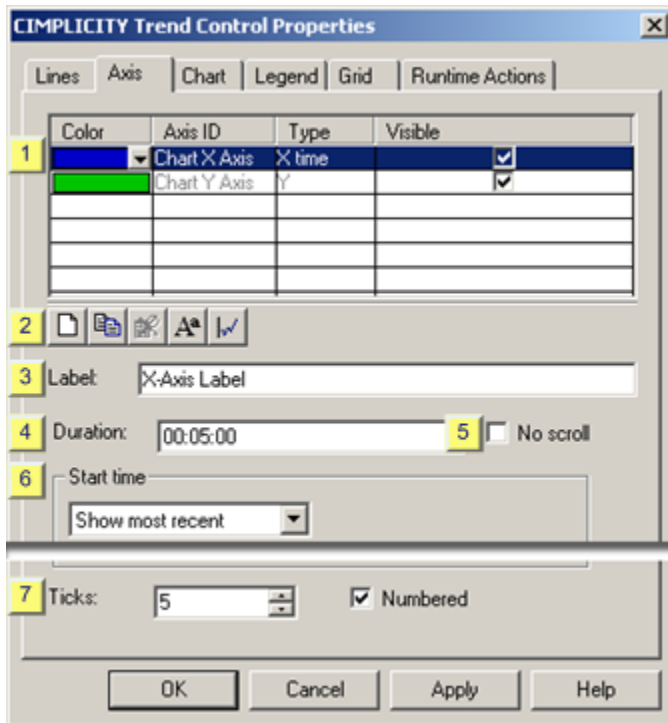 CIMPLICITY Trend Control Properties
Lines Axis Chart Legend Grid Runtime Actions
Color Axis ID Type Visible
1 Chart X Axis X time
Chart Y Axis Y
2 Aª
3 Label: X-Axis Label
4 Duration: 00:05:00 5 No scroll
6 Start time
Show most recent
7 Ticks: 5 Numbered
OK Cancel Apply Help